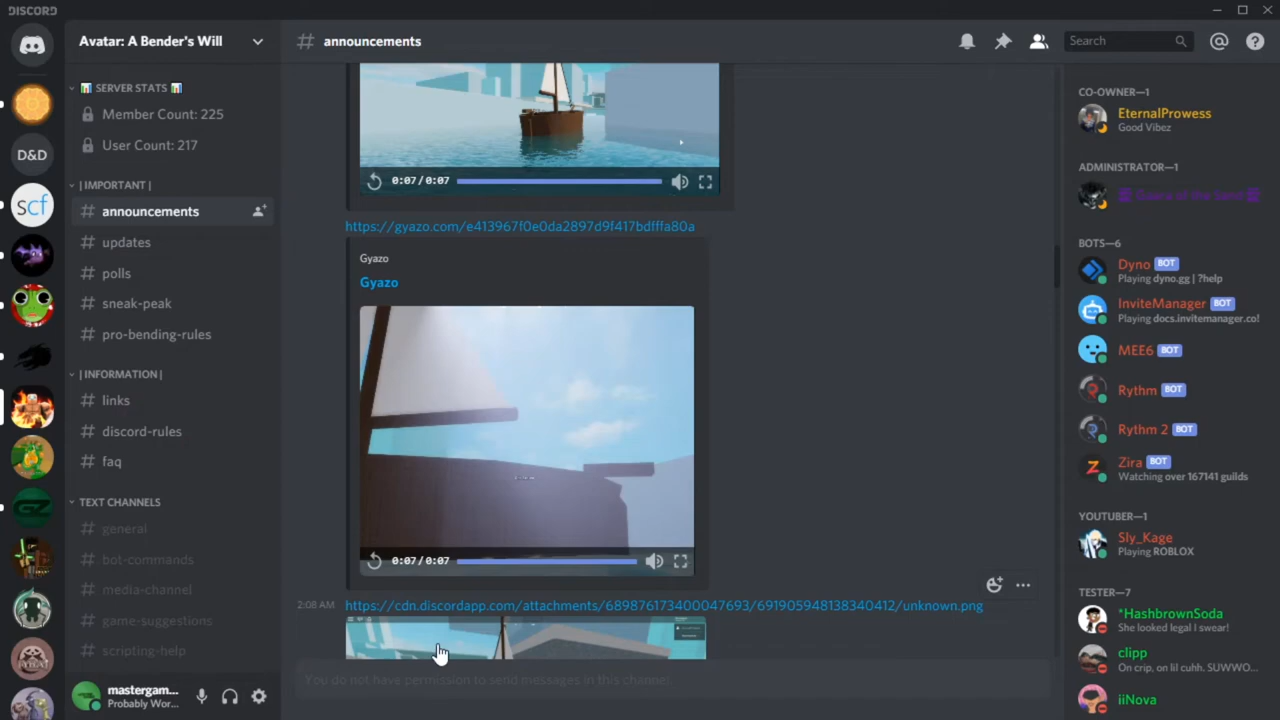 DISCORD
D&D
scf
GZ
Avatar: A Bender's Will
SERVER STATS
Member Count: 225
User Count: 217
| IMPORTANT |
# announcements
# updates
# polls
# sneak-peak
# pro-bending-rules
| INFORMATION |
# links
# discord-rules
# faq
TEXT CHANNELS
# general
# bot-commands
# media-channel
# game-suggestions
# scripting-help
mastergam...
Probably Wor...
# announcements
Search
0:07/0:07
https://gyazo.com/e413967f0e0da2897d9f417bdfffa80a
Gyazo
Gyazo
0:07/0:07
2:08 AM https://cdn.discordapp.com/attachments/689876173400047693/691905948138340412/unknown.png
You do not have permission to send messages in this channel.
CO-OWNER—1
EternalProwess
Good Vibez
ADMINISTRATOR—1
Gaara of the Sand
BOTS—6
Dyno BOT
Playing dyno.gg | ?help
InviteManager BOT
Playing docs.invitemanager.co!
MEE6 BOT
Rythm BOT
Rythm 2 BOT
Zira BOT
Watching over 167141 guilds
YOUTUBER—1
Sly_Kage
Playing ROBLOX
TESTER—7
*HashbrownSoda
She looked legal I swear!
clipp
On crip, on lil cuhh. SUWWO...
iiNova